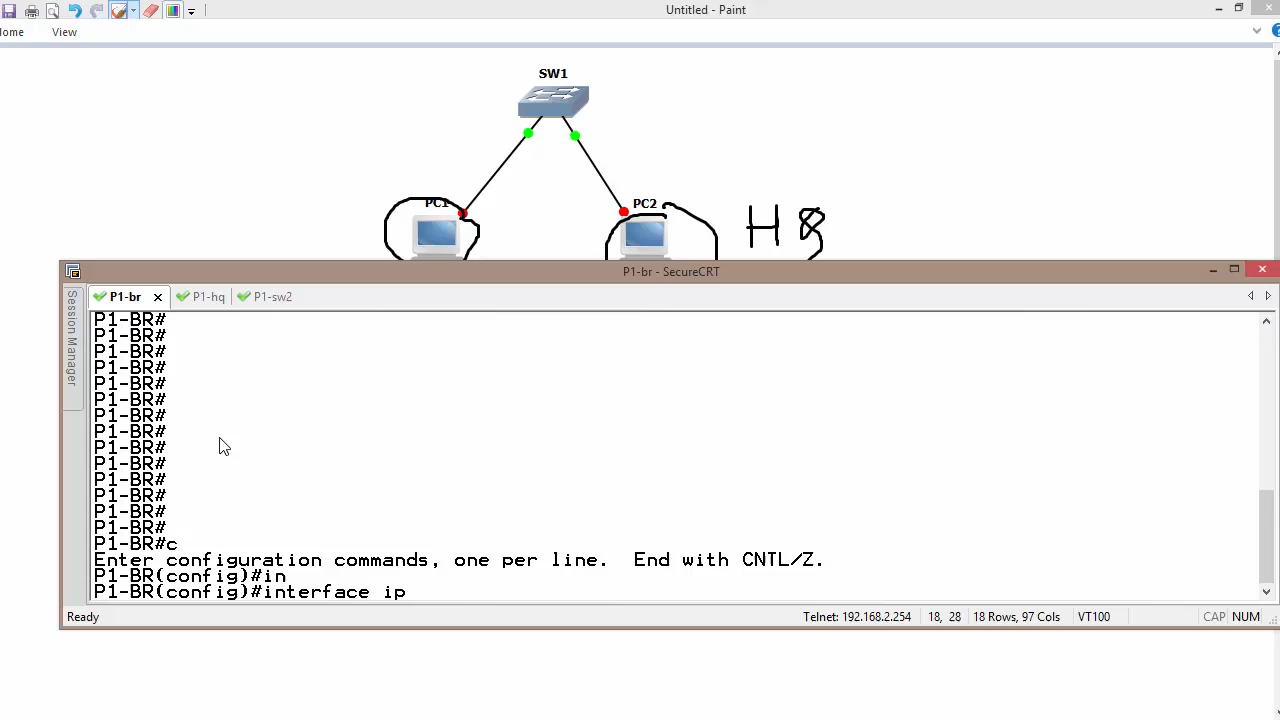 Untitled - Paint
ome View
SW1
PC1 PC2
H 8
P1-br - SecureCRT
P1-br P1-hq P1-sw2
Session Manager
P1-BR#
P1-BR#
P1-BR#
P1-BR#
P1-BR#
P1-BR#
P1-BR#
P1-BR#
P1-BR#
P1-BR#
P1-BR#
P1-BR#
P1-BR#
P1-BR#
P1-BR#c
Enter configuration commands, one per line.  End with CNTL/Z.
P1-BR(config)#in
P1-BR(config)#interface ip
Ready Telnet: 192.168.2.254 18, 28 18 Rows, 97 Cols VT100 CAP NUM